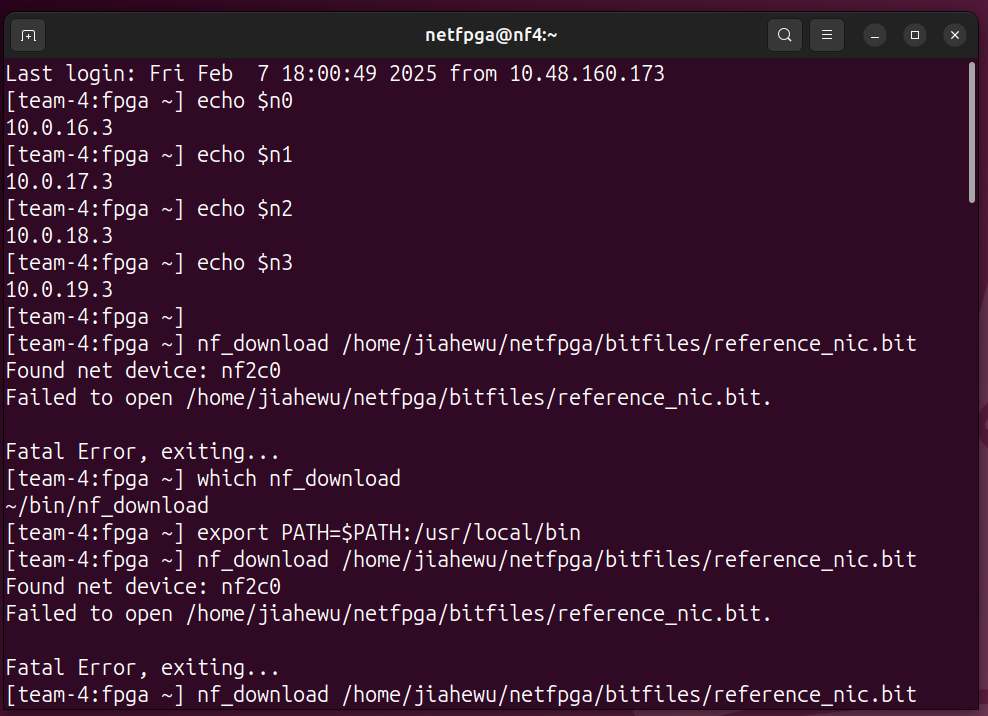 netfpga@nf4:~
Last login: Fri Feb  7 18:00:49 2025 from 10.48.160.173
[team-4:fpga ~] echo $n0
10.0.16.3
[team-4:fpga ~] echo $n1
10.0.17.3
[team-4:fpga ~] echo $n2
10.0.18.3
[team-4:fpga ~] echo $n3
10.0.19.3
[team-4:fpga ~]
[team-4:fpga ~] nf_download /home/jiahewu/netfpga/bitfiles/reference_nic.bit
Found net device: nf2c0
Failed to open /home/jiahewu/netfpga/bitfiles/reference_nic.bit.
Fatal Error, exiting...
[team-4:fpga ~] which nf_download
~/bin/nf_download
[team-4:fpga ~] export PATH=$PATH:/usr/local/bin
[team-4:fpga ~] nf_download /home/jiahewu/netfpga/bitfiles/reference_nic.bit
Found net device: nf2c0
Failed to open /home/jiahewu/netfpga/bitfiles/reference_nic.bit.
Fatal Error, exiting...
[team-4:fpga ~] nf_download /home/jiahewu/netfpga/bitfiles/reference_nic.bit